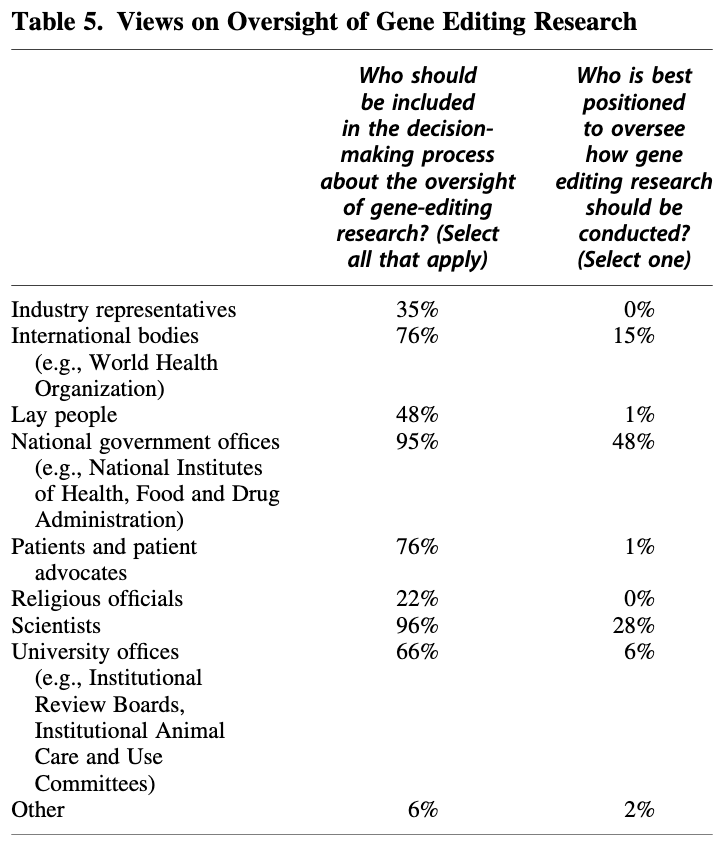 Table 5. Views on Oversight of Gene Editing Research
Who should
be included
in the decision-
making process
about the oversight
of gene-editing
research? (Select
all that apply)
Who is best
positioned
to oversee
how gene
editing research
should be
conducted?
(Select one)
Industry representatives 35% 0%
International bodies 76% 15%
(e.g., World Health
Organization)
Lay people 48% 1%
National government offices 95% 48%
(e.g., National Institutes
of Health, Food and Drug
Administration)
Patients and patient 76% 1%
advocates
Religious officials 22% 0%
Scientists 96% 28%
University offices 66% 6%
(e.g., Institutional
Review Boards,
Institutional Animal
Care and Use
Committees)
Other 6% 2%